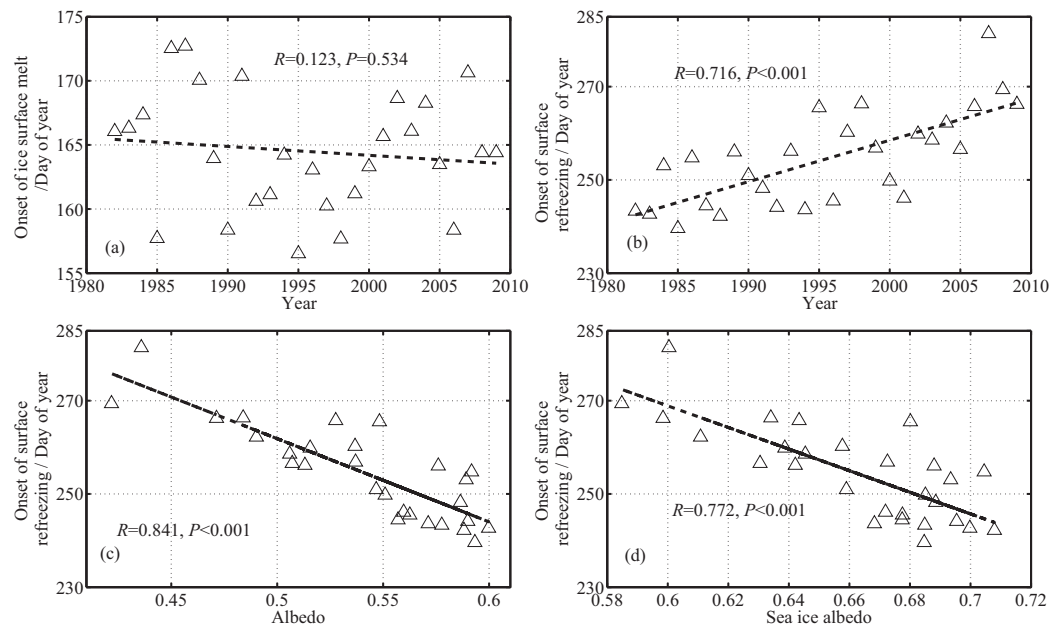 175
170
165
160
155
Onset of ice surface melt
/Day of year
R=0.123, P=0.534
(a)
1980 1985 1990 1995 2000 2005 2010
Year
285
270
250
230
Onset of surface
refreezing / Day of year
R=0.716, P<0.001
(b)
1980 1985 1990 1995 2000 2005 2010
Year
285
270
250
230
Onset of surface
refreezing / Day of year
R=0.841, P<0.001
(c)
0.45 0.5 0.55 0.6
Albedo
285
270
250
230
Onset of surface
refreezing / Day of year
R=0.772, P<0.001
(d)
0.58 0.6 0.62 0.64 0.66 0.68 0.7 0.72
Sea ice albedo